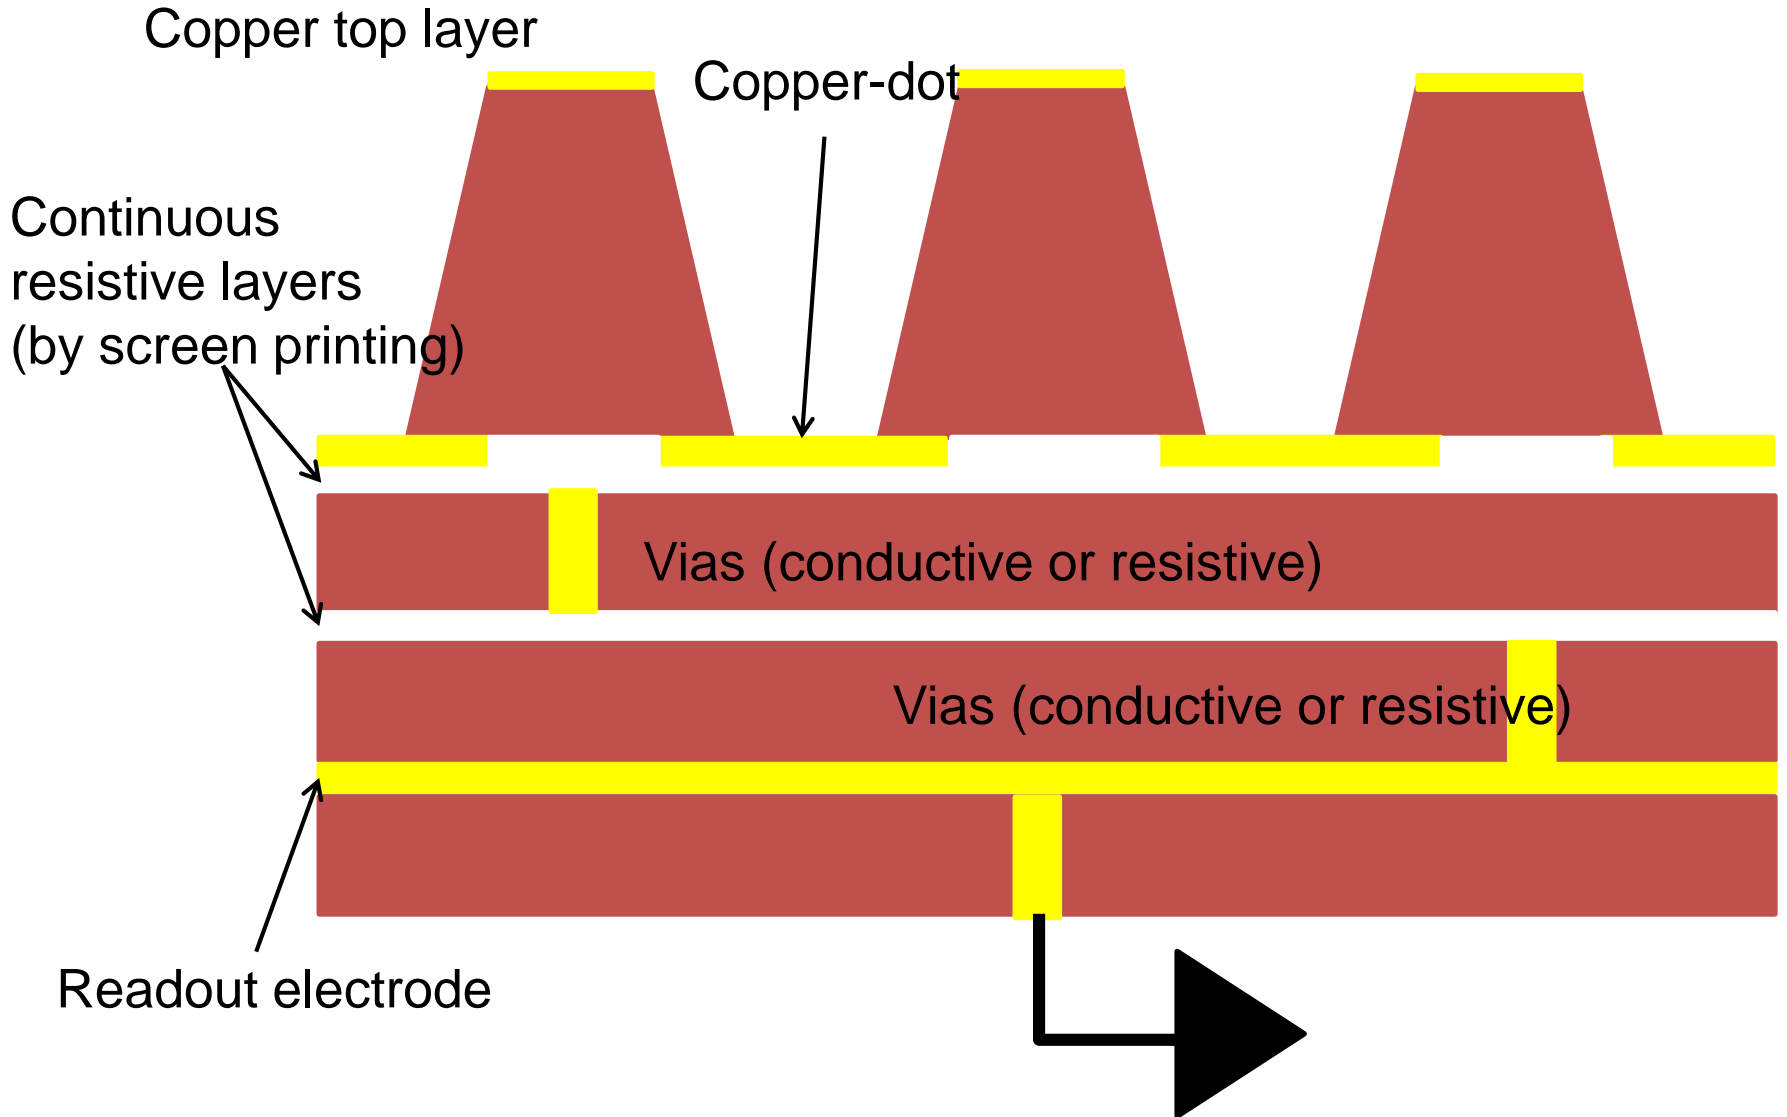 Copper top layer
Copper-dot
Continuous
resistive layers
(by screen printing)
Vias (conductive or resistive)
Vias (conductive or resistive)
Readout electrode